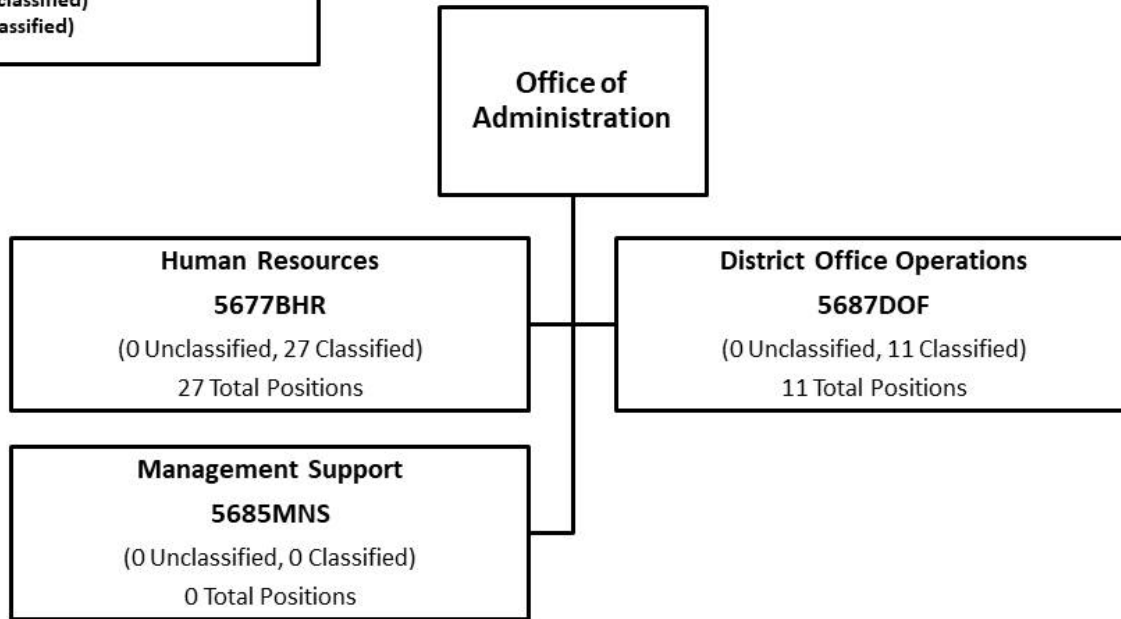 Office of
Administration
Human Resources
5677BHR
(0 Unclassified, 27 Classified)
27 Total Positions
District Office Operations
5687DOF
(0 Unclassified, 11 Classified)
11 Total Positions
Management Support
5685MNS
(0 Unclassified, 0 Classified)
0 Total Positions